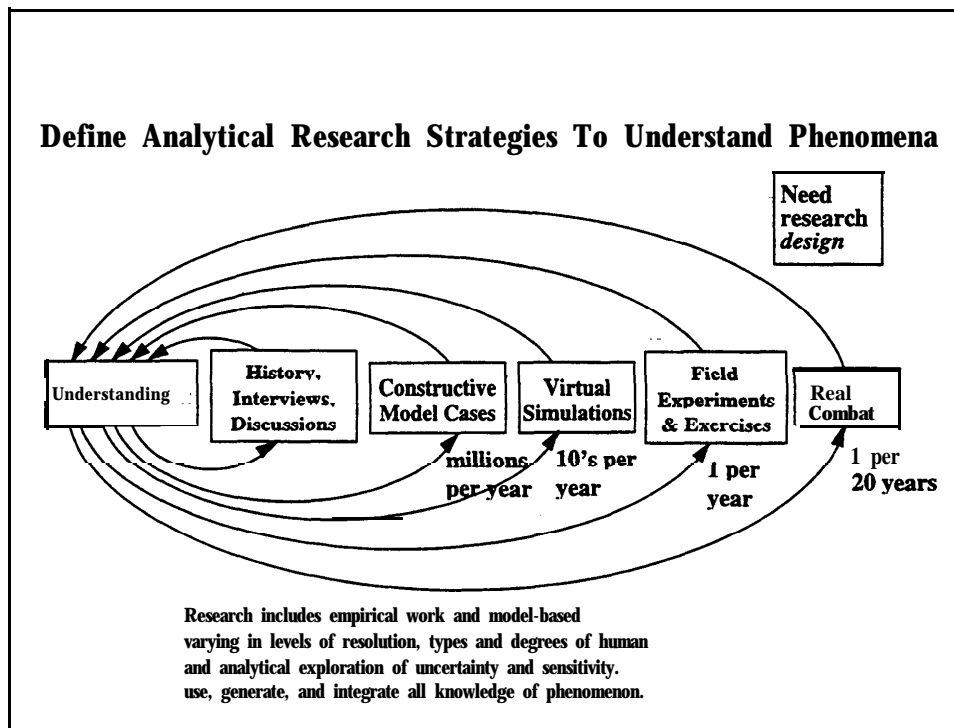 Define Analytical Research Strategies To Understand Phenomena
Need
research
design
Understanding
History,
Interviews,
Discussions
Constructive
Model Cases
Virtual
Simulations
Field
Experiments
& Exercises
Real
Combat
millions
per year
10's per
year
1 per
year
1 per
20 years
Research includes empirical work and model-based
varying in levels of resolution, types and degrees of human
and analytical exploration of uncertainty and sensitivity.
use, generate, and integrate all knowledge of phenomenon.